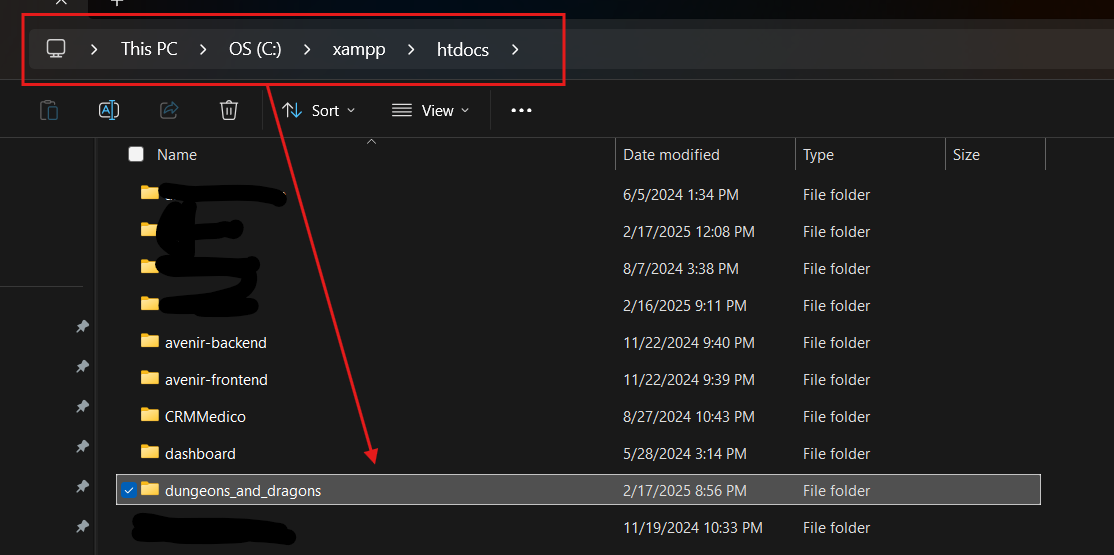 This PC > OS (C:) > xampp > htdocs >
Sort View •••
Name Date modified Type Size
6/5/2024 1:34 PM File folder
2/17/2025 12:08 PM File folder
8/7/2024 3:38 PM File folder
2/16/2025 9:11 PM File folder
avenir-backend 11/22/2024 9:40 PM File folder
avenir-frontend 11/22/2024 9:39 PM File folder
CRMMedico 8/27/2024 10:43 PM File folder
dashboard 5/28/2024 3:14 PM File folder
dungeons_and_dragons 2/17/2025 8:56 PM File folder
11/19/2024 10:33 PM File folder